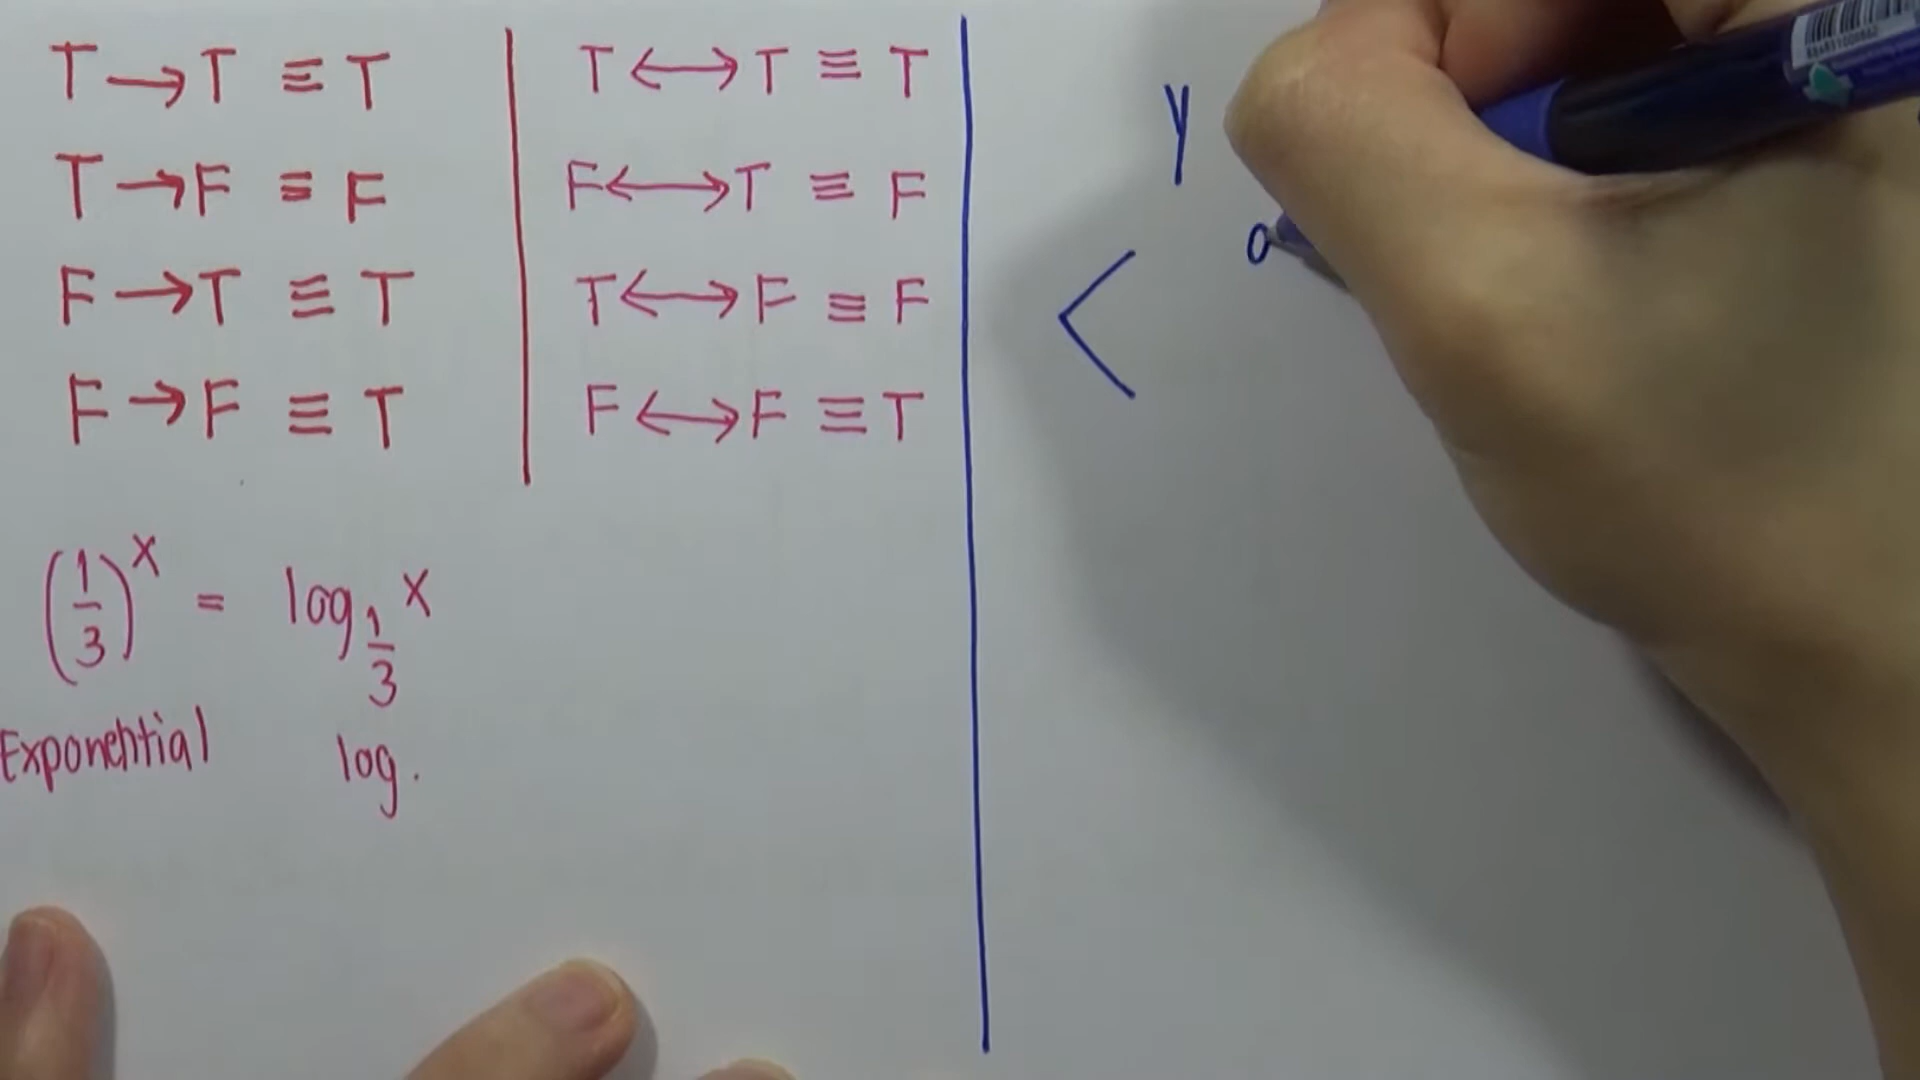 T → T ≡ T
T → F ≡ F
F → T ≡ T
F → F ≡ T
T ↔ T ≡ T
F ↔ T ≡ F
T ↔ F ≡ F
F ↔ F ≡ T
(1/3)^x = log_{1/3} x
Exponential log.
y
<